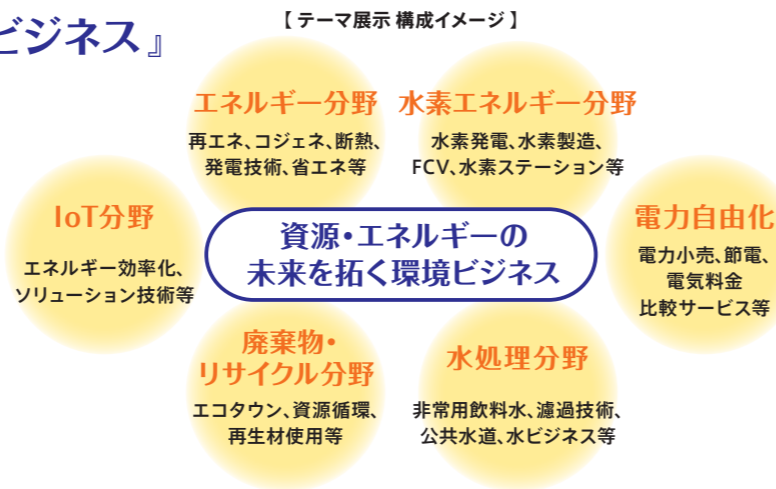 ビジネス』
【 テーマ展示 構成イメージ 】
エネルギー分野
再エネ、コジェネ、断熱、
発電技術、省エネ等
水素エネルギー分野
水素発電、水素製造、
FCV、水素ステーション等
IoT分野
エネルギー効率化、
ソリューション技術等
資源・エネルギーの
未来を拓く環境ビジネス
電力自由化
電力小売、節電、
電気料金
比較サービス等
廃棄物・
リサイクル分野
エコタウン、資源循環、
再生材使用等
水処理分野
非常用飲料水、濾過技術、
公共水道、水ビジネス等